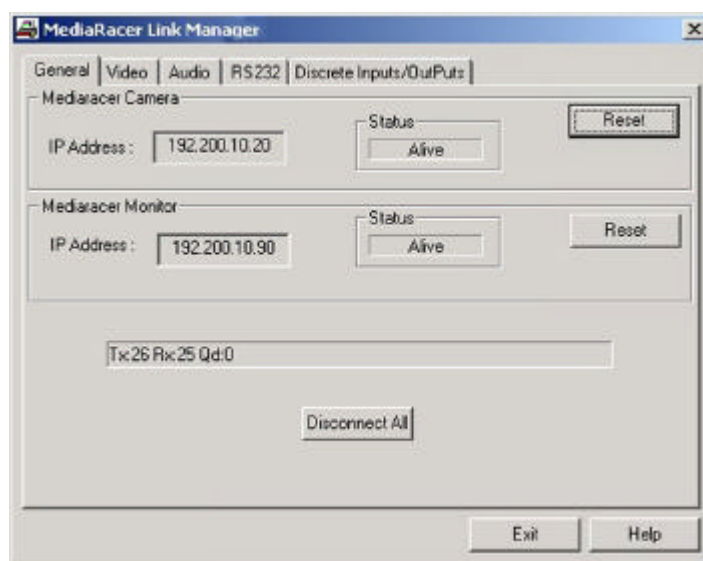 MediaRacer Link Manager
General Video Audio RS232 Discrete Inputs/OutPuts
Mediaracer Camera
IP Address : 192.200.10.20
Status
Alive
Reset
Mediaracer Monitor
IP Address : 192.200.10.90
Status
Alive
Reset
Tx:26 Rx:25 Qd:0
Disconnect All
Exit Help